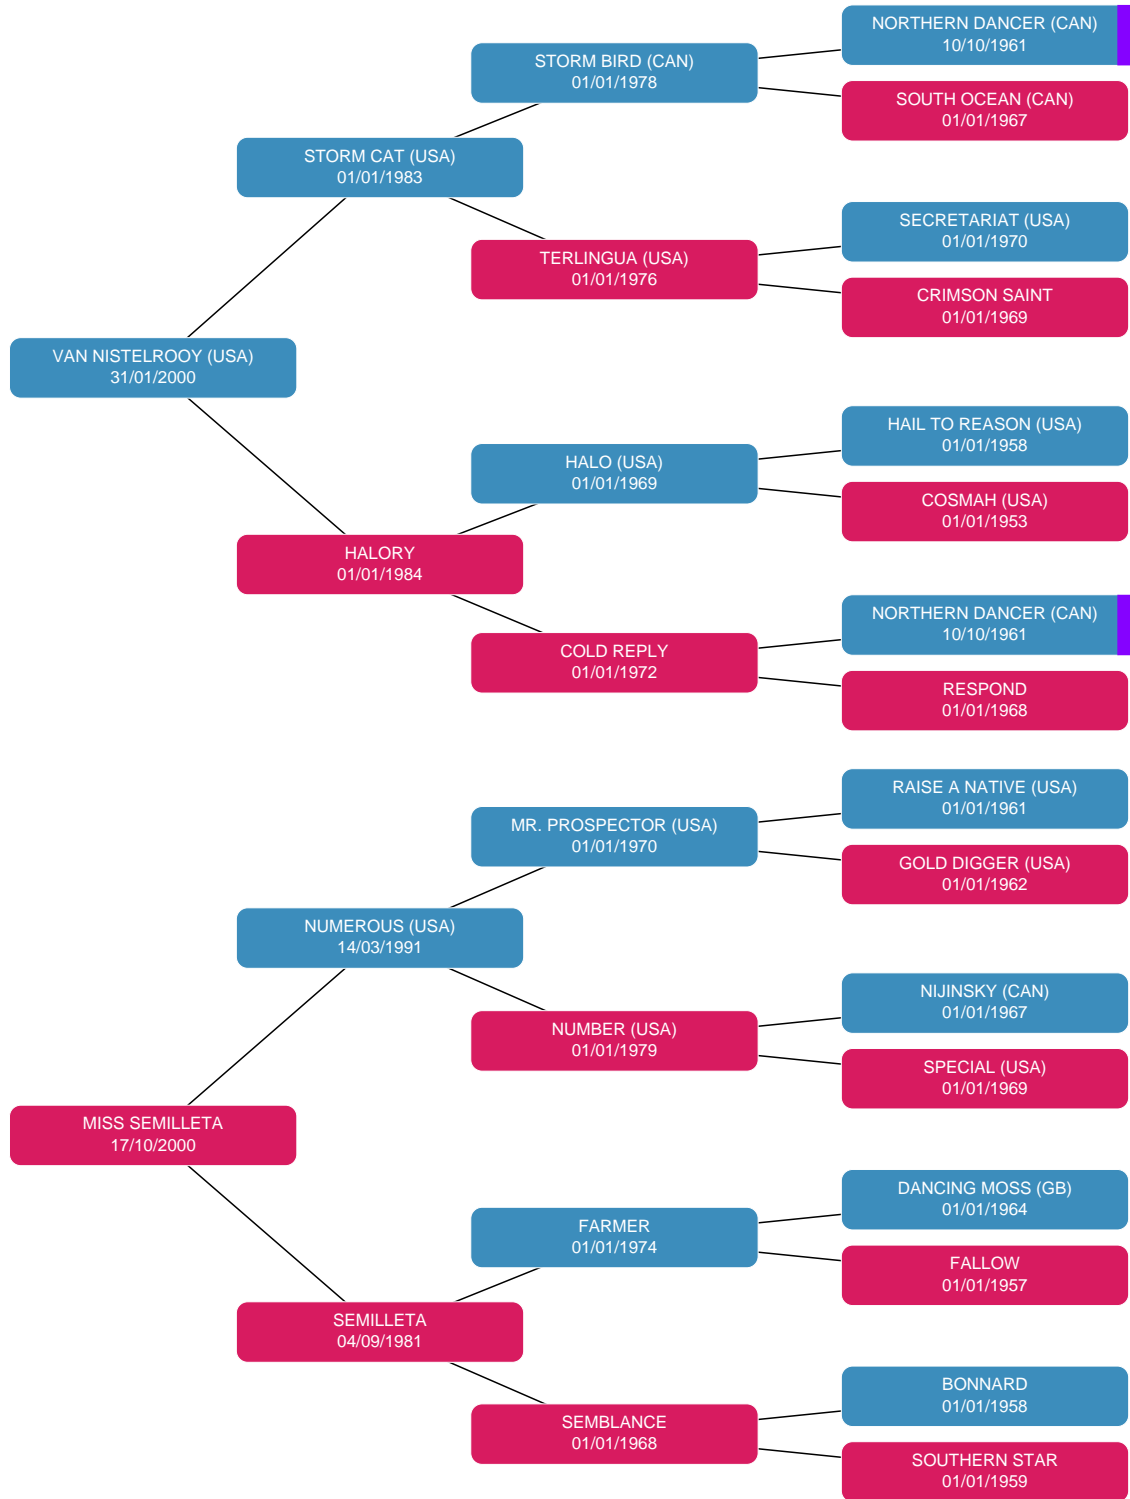 NORTHERN DANCER (CAN)
10/10/1961
STORM BIRD (CAN)
01/01/1978
SOUTH OCEAN (CAN)
01/01/1967
STORM CAT (USA)
01/01/1983
SECRETARIAT (USA)
01/01/1970
TERLINGUA (USA)
01/01/1976
CRIMSON SAINT
01/01/1969
VAN NISTELROOY (USA)
31/01/2000
HAIL TO REASON (USA)
01/01/1958
HALO (USA)
01/01/1969
COSMAH (USA)
01/01/1953
HALORY
01/01/1984
NORTHERN DANCER (CAN)
10/10/1961
COLD REPLY
01/01/1972
RESPOND
01/01/1968
RAISE A NATIVE (USA)
01/01/1961
MR. PROSPECTOR (USA)
01/01/1970
GOLD DIGGER (USA)
01/01/1962
NUMEROUS (USA)
14/03/1991
NIJINSKY (CAN)
01/01/1967
NUMBER (USA)
01/01/1979
SPECIAL (USA)
01/01/1969
MISS SEMILLETA
17/10/2000
DANCING MOSS (GB)
01/01/1964
FARMER
01/01/1974
FALLOW
01/01/1957
SEMILLETA
04/09/1981
BONNARD
01/01/1958
SEMBLANCE
01/01/1968
SOUTHERN STAR
01/01/1959